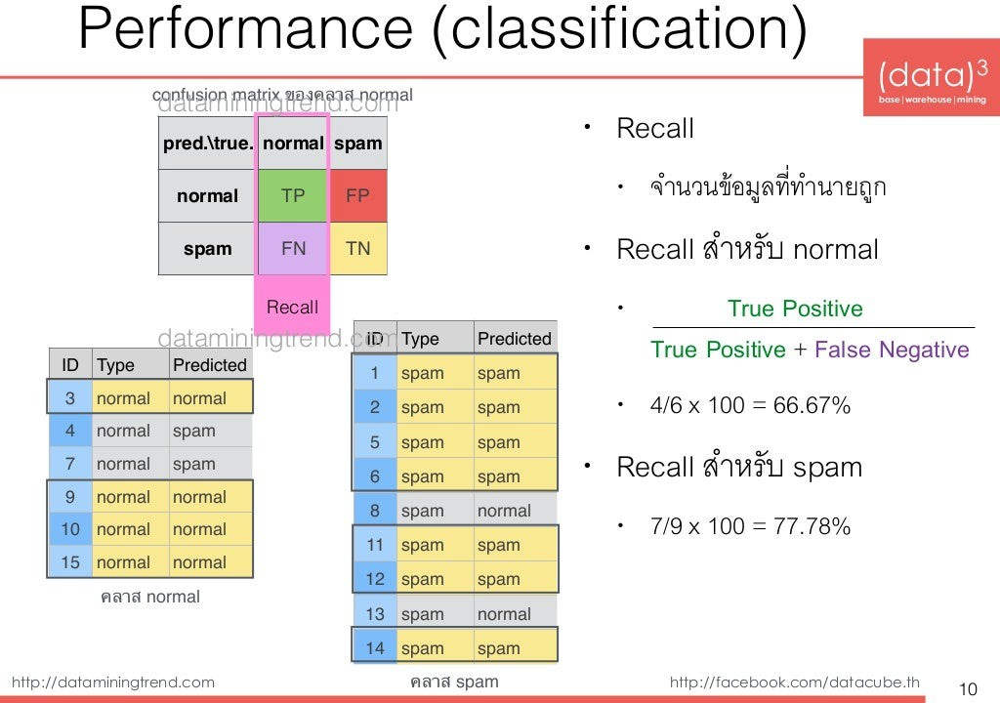 Performance (classification)
(data)3
base|warehouse|mining
confusion matrix ของคลาส normal
dataminingtrend.com
pred.\true. normal spam
normal TP FP
spam FN TN
Recall
dataminingtrend.com
ID Type Predicted
3 normal normal
4 normal spam
7 normal spam
9 normal normal
10 normal normal
15 normal normal
คลาส normal
ID Type Predicted
1 spam spam
2 spam spam
5 spam spam
6 spam spam
8 spam normal
11 spam spam
12 spam spam
13 spam normal
14 spam spam
คลาส spam
• Recall
• จำนวนข้อมูลที่ทำนายถูก
• Recall สำหรับ normal
• True Positive
True Positive + False Negative
• 4/6 x 100 = 66.67%
• Recall สำหรับ spam
• 7/9 x 100 = 77.78%
http://dataminingtrend.com
http://facebook.com/datacube.th
10